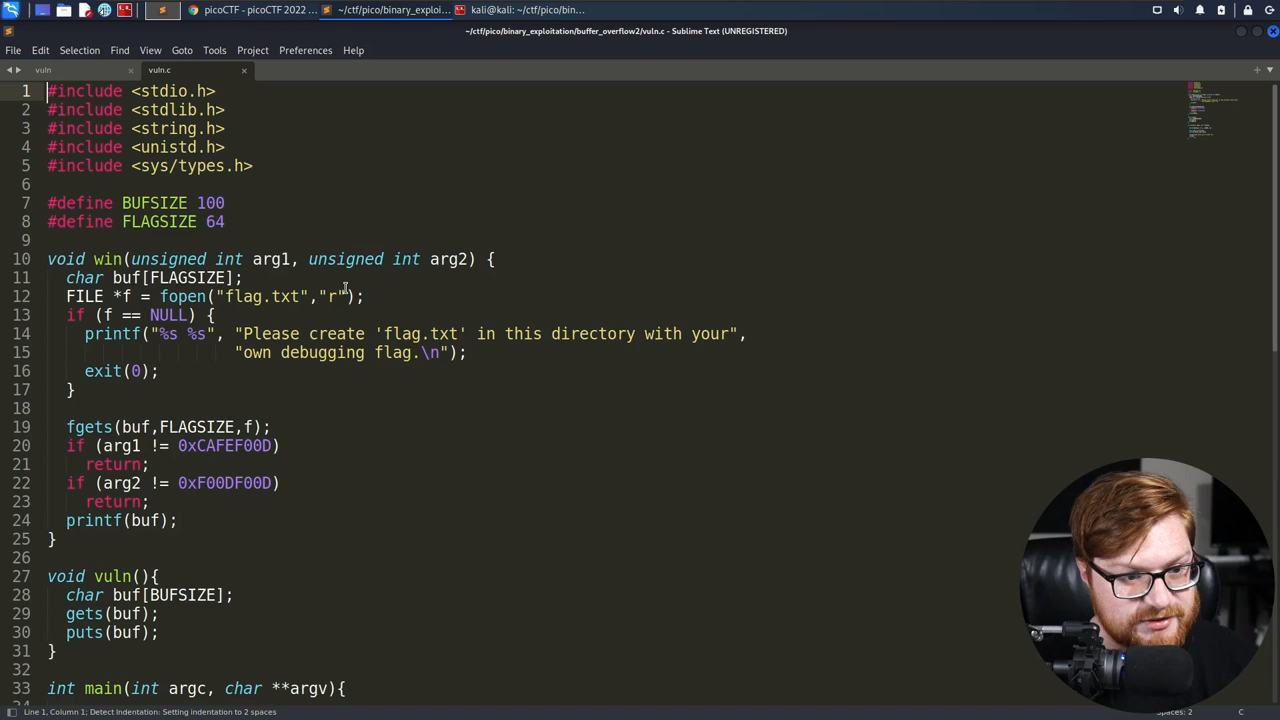 picoCTF - picoCTF 2022 ...
~/ctf/pico/binary_exploi...
kali@kali: ~/ctf/pico/bin...
~/ctf/pico/binary_exploitation/buffer_overflow2/vuln.c - Sublime Text (UNREGISTERED)
File Edit Selection Find View Goto Tools Project Preferences Help
vuln × vuln.c ×
1 #include <stdio.h>
2 #include <stdlib.h>
3 #include <string.h>
4 #include <unistd.h>
5 #include <sys/types.h>
6
7 #define BUFSIZE 100
8 #define FLAGSIZE 64
9
10 void win(unsigned int arg1, unsigned int arg2) {
11 char buf[FLAGSIZE];
12 FILE *f = fopen("flag.txt","r");
13 if (f == NULL) {
14 printf("%s %s", "Please create 'flag.txt' in this directory with your",
15 "own debugging flag.\n");
16 exit(0);
17 }
18
19 fgets(buf,FLAGSIZE,f);
20 if (arg1 != 0xCAFEF00D)
21 return;
22 if (arg2 != 0xF00DF00D)
23 return;
24 printf(buf);
25 }
26
27 void vuln(){
28 char buf[BUFSIZE];
29 gets(buf);
30 puts(buf);
31 }
32
33 int main(int argc, char **argv){
Line 1, Column 1; Detect Indentation: Setting indentation to 2 spaces
Spaces: 2
C